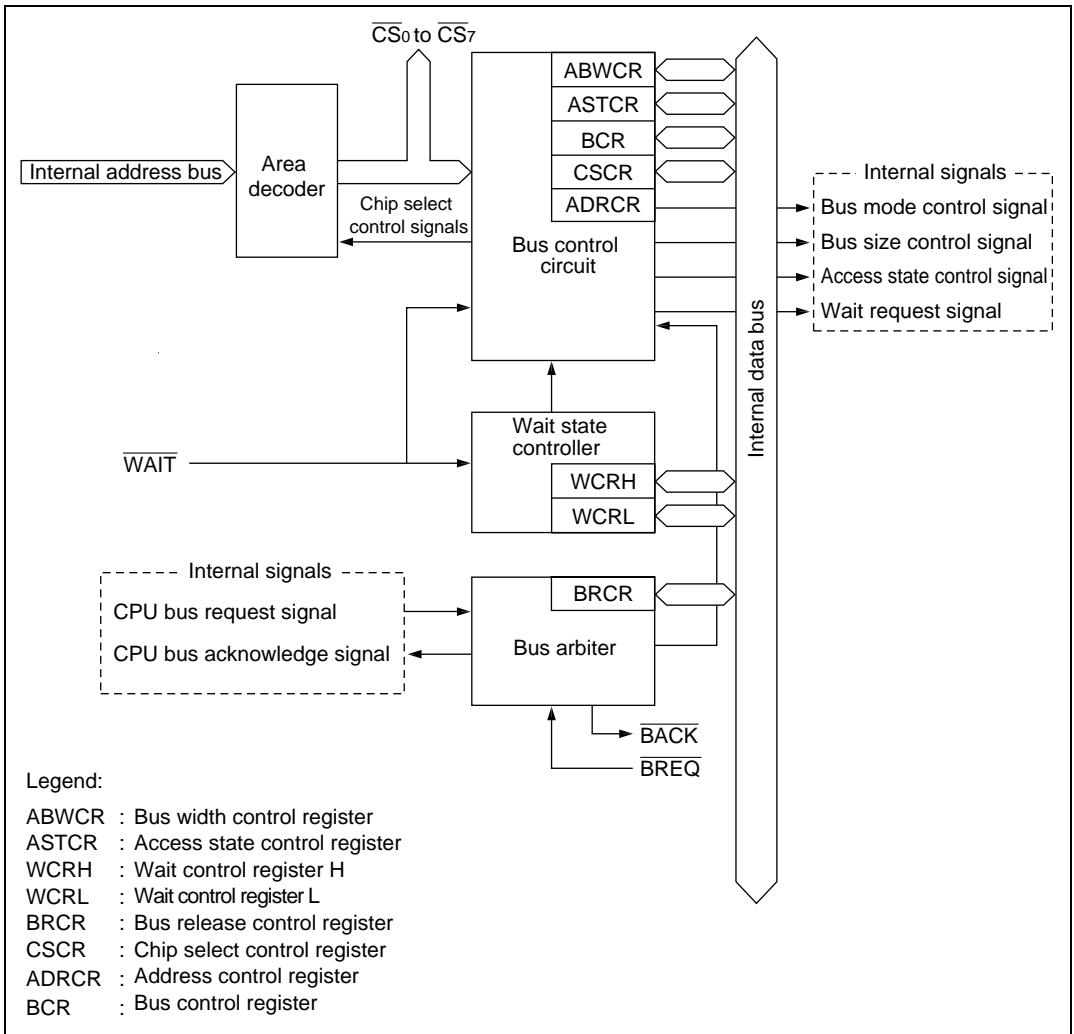 CS0 to CS7
ABWCR
ASTCR
BCR
CSCR
ADRCR
Bus control
circuit
Internal address bus
Area
decoder
Chip select
control signals
Internal signals
Bus mode control signal
Bus size control signal
Access state control signal
Wait request signal
Internal data bus
WAIT
Wait state
controller
WCRH
WCRL
Internal signals
CPU bus request signal
CPU bus acknowledge signal
BRCR
Bus arbiter
BACK
BREQ
Legend:
ABWCR : Bus width control register
ASTCR : Access state control register
WCRH : Wait control register H
WCRL : Wait control register L
BRCR : Bus release control register
CSCR : Chip select control register
ADRCR : Address control register
BCR : Bus control register